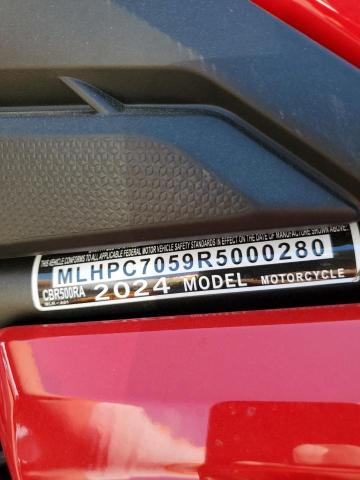 THIS VEHICLE CONFORMS TO ALL APPLICABLE FEDERAL MOTOR VEHICLE SAFETY STANDARDS IN EFFECT ON THE DATE OF MANUFACTURE SHOWN ABOVE.
MLHPC7059R5000280
CBR500RA 2024 MODEL MOTORCYCLE